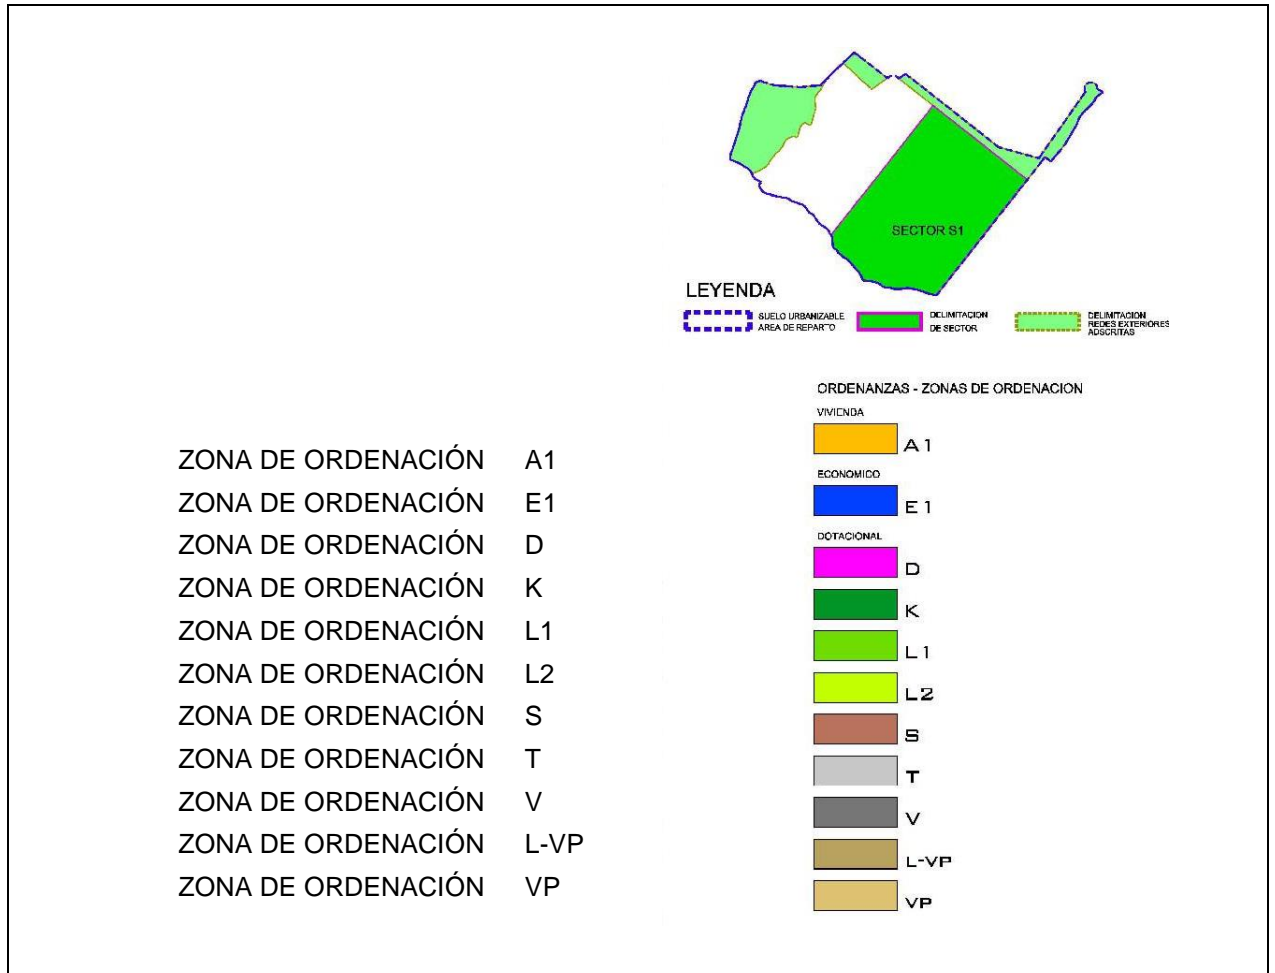 SECTOR S1
LEYENDA
SUELO URBANIZABLE
AREA DE REPARTO
DELIMITACION
DE SECTOR
DELIMITACION
REDES EXTERIORES
ADSCRITAS
ORDENANZAS - ZONAS DE ORDENACION
VIVIENDA
A1
ECONOMICO
E1
DOTACIONAL
D
K
L1
L2
S
T
V
L-VP
VP
ZONA DE ORDENACIÓN A1
ZONA DE ORDENACIÓN E1
ZONA DE ORDENACIÓN D
ZONA DE ORDENACIÓN K
ZONA DE ORDENACIÓN L1
ZONA DE ORDENACIÓN L2
ZONA DE ORDENACIÓN S
ZONA DE ORDENACIÓN T
ZONA DE ORDENACIÓN V
ZONA DE ORDENACIÓN L-VP
ZONA DE ORDENACIÓN VP